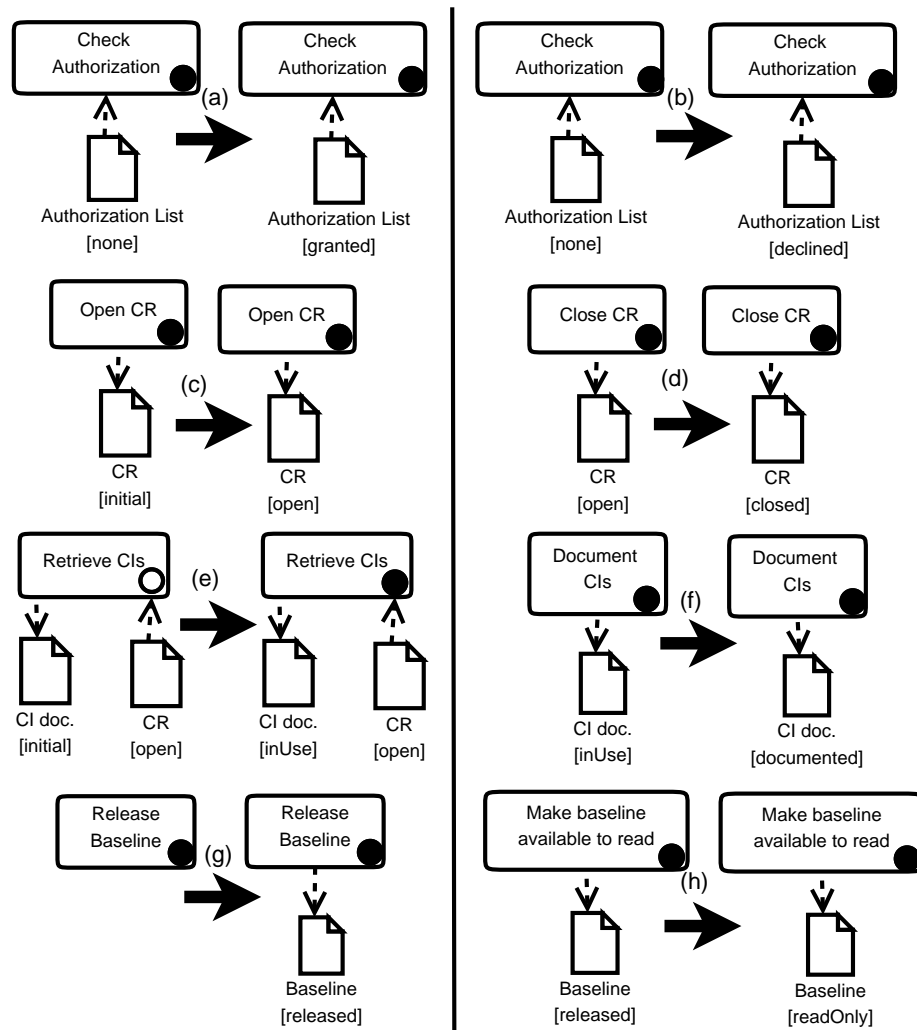 Check
Authorization
Check
Authorization
(a)
Authorization List
[none]
Authorization List
[granted]
Check
Authorization
Check
Authorization
(b)
Authorization List
[none]
Authorization List
[declined]
Open CR
Open CR
(c)
CR
[initial]
CR
[open]
Close CR
Close CR
(d)
CR
[open]
CR
[closed]
Retrieve CIs
Retrieve CIs
(e)
CI doc.
[initial]
CR
[open]
CI doc.
[inUse]
CR
[open]
Document
CIs
Document
CIs
(f)
CI doc.
[inUse]
CI doc.
[documented]
Release
Baseline
Release
Baseline
(g)
Baseline
[released]
Make baseline
available to read
Make baseline
available to read
(h)
Baseline
[released]
Baseline
[readOnly]